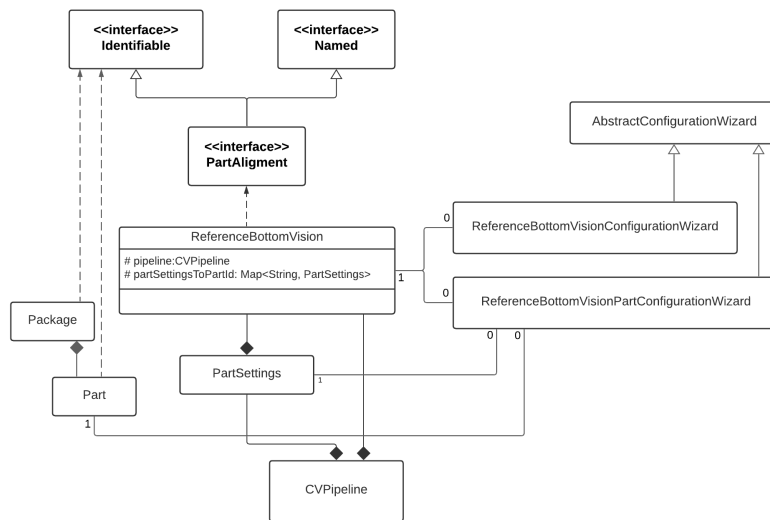 <<interface>>
Identifiable
<<interface>>
Named
<<interface>>
PartAligment
AbstractConfigurationWizard
ReferenceBottomVisionConfigurationWizard
0
ReferenceBottomVision
# pipeline:CVPipeline
# partSettingsToPartId: Map<String, PartSettings>
1
0
ReferenceBottomVisionPartConfigurationWizard
0
0
Package
PartSettings
1
Part
1
CVPipeline